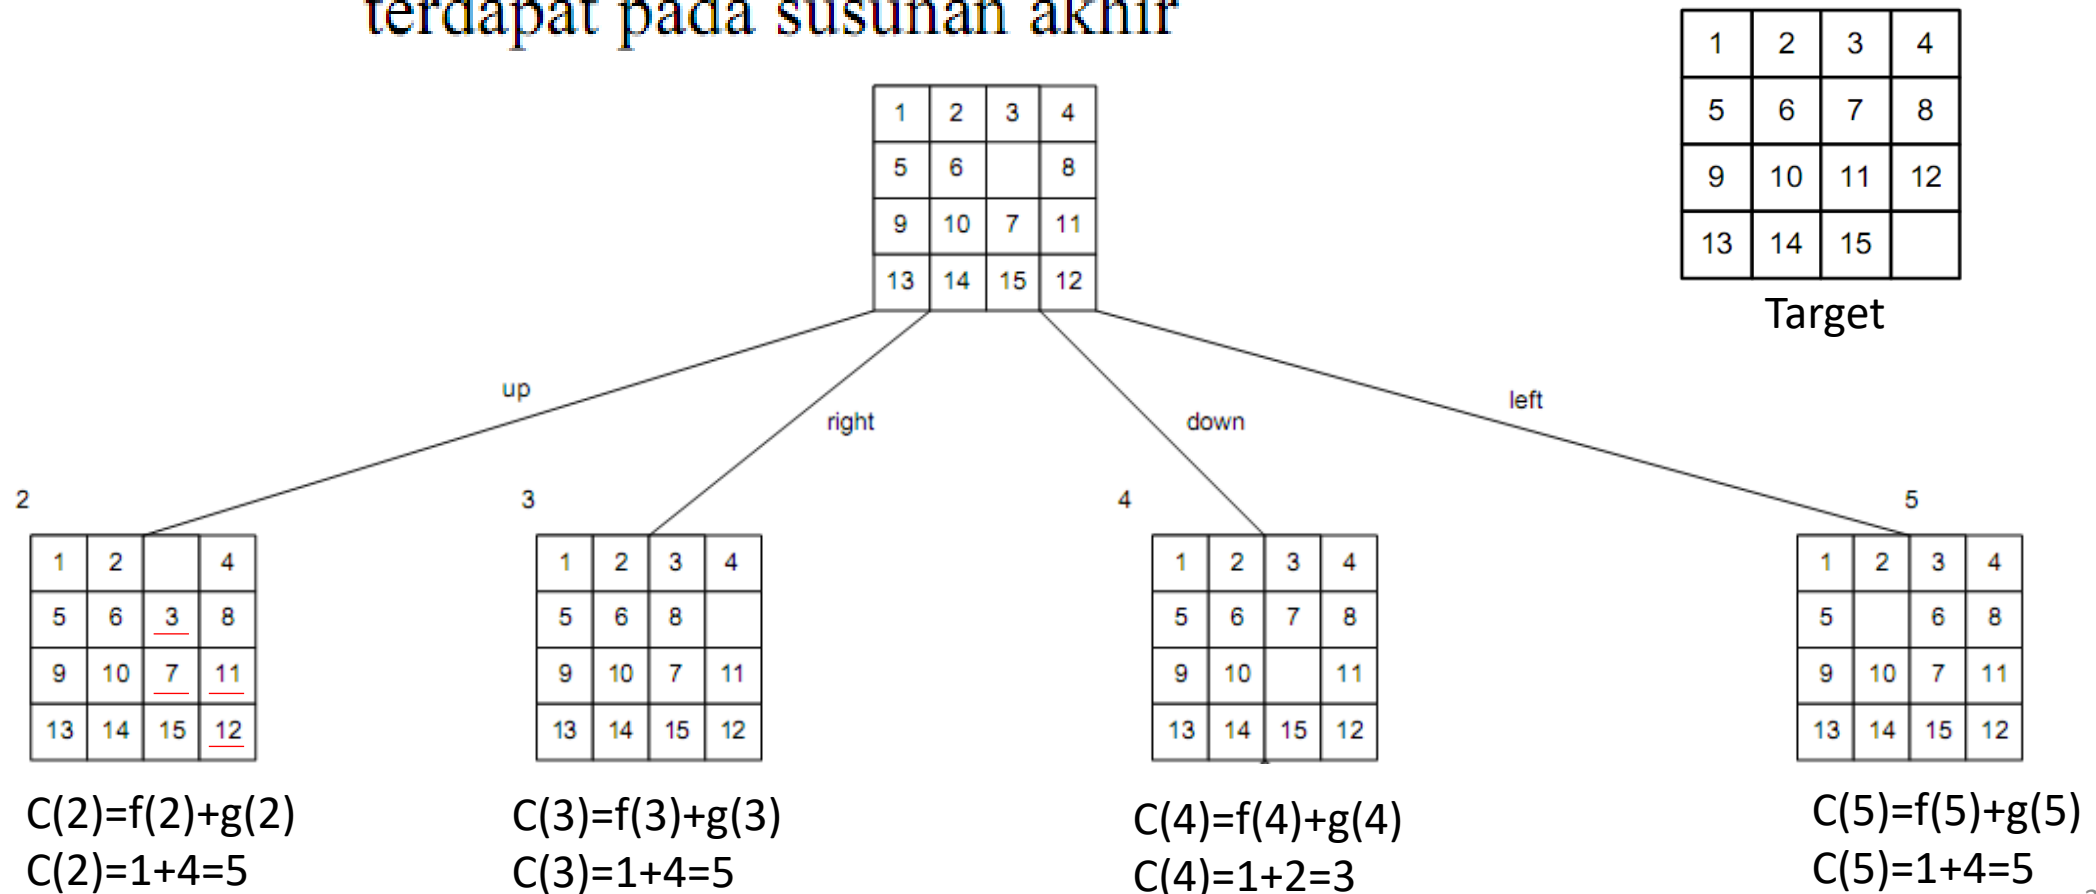 terdapat pada susunan akhir
1 2 3 4
5 6 7 8
9 10 11 12
13 14 15
Target
1 2 3 4
5 6 8
9 10 7 11
13 14 15 12
up
right
down
left
2
1 2 4
5 6 3 8
9 10 7 11
13 14 15 12
C(2)=f(2)+g(2)
C(2)=1+4=5
3
1 2 3 4
5 6 8
9 10 7 11
13 14 15 12
C(3)=f(3)+g(3)
C(3)=1+4=5
4
1 2 3 4
5 6 7 8
9 10 11
13 14 15 12
C(4)=f(4)+g(4)
C(4)=1+2=3
5
1 2 3 4
5 6 8
9 10 7 11
13 14 15 12
C(5)=f(5)+g(5)
C(5)=1+4=5